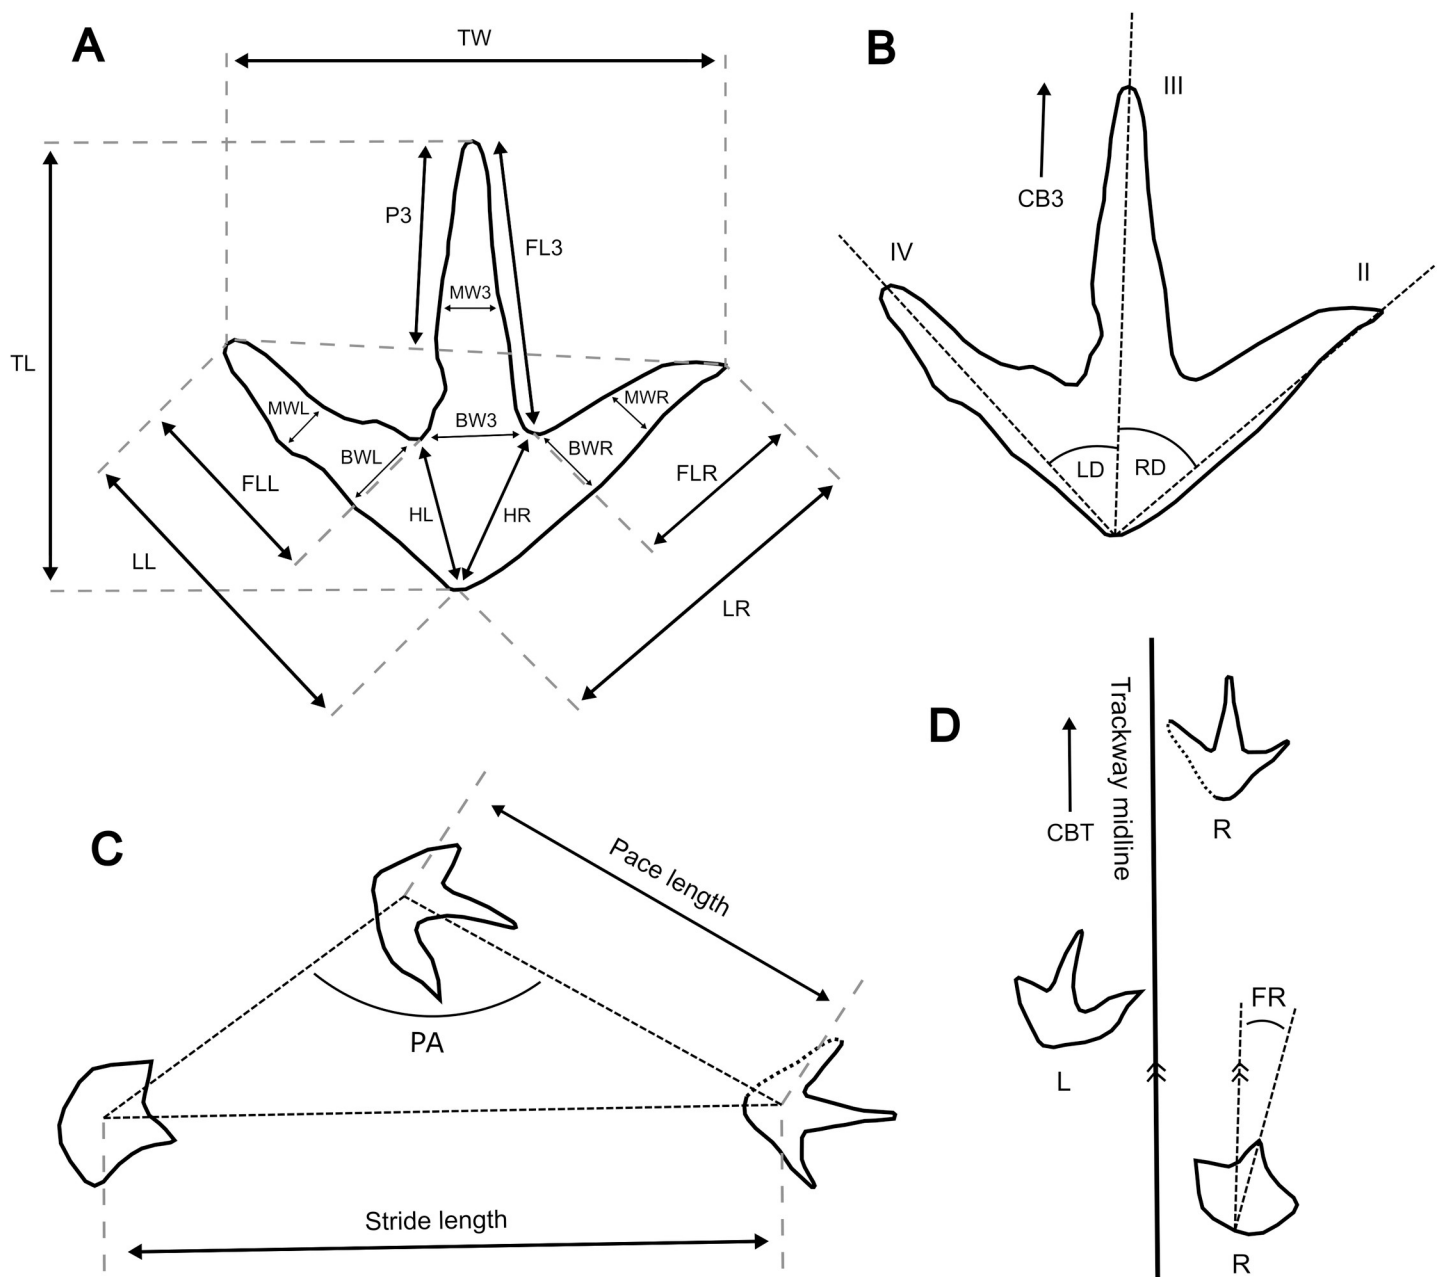 A
TW
P3
FL3
MW3
TL
MWL
BW3
MWR
BWL
BWR
FLL
HL
HR
FLR
LL
LR
B
III
CB3
IV
II
LD
RD
C
Pace length
PA
Stride length
D
Trackway midline
CBT
R
L
FR
R